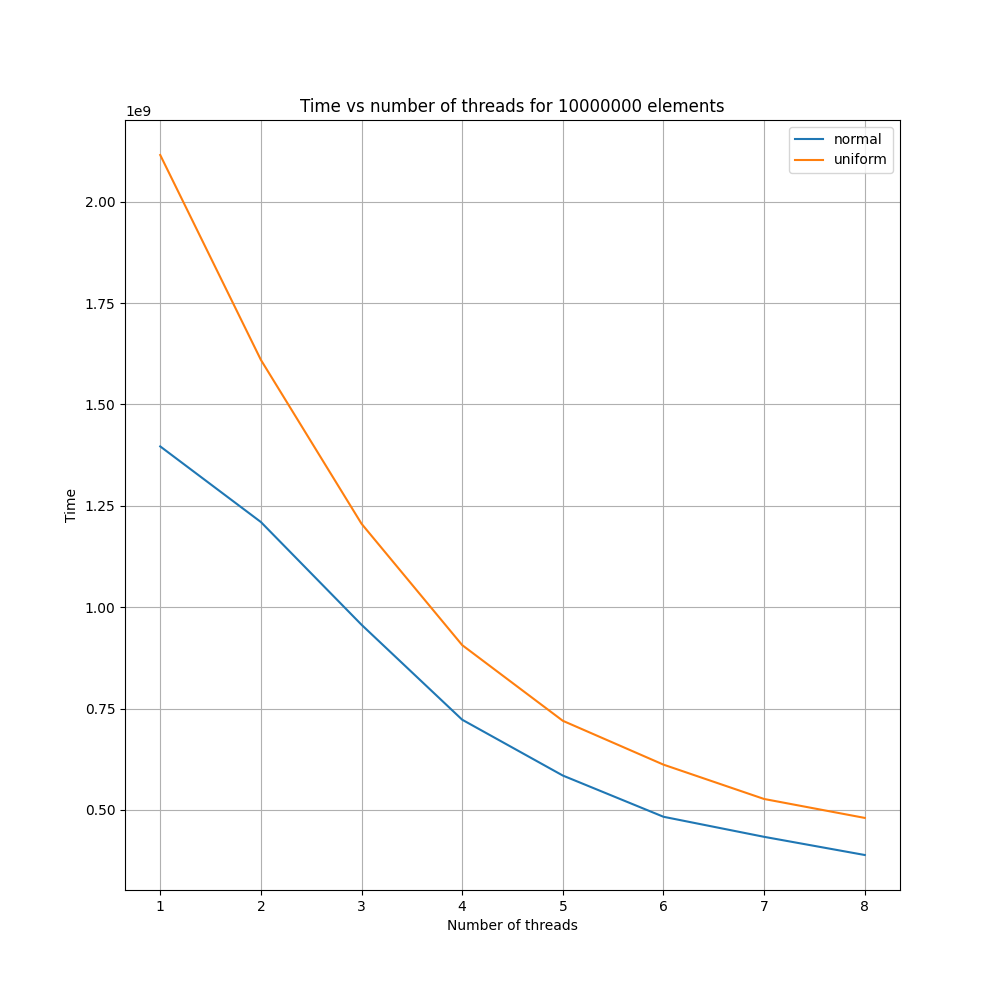 Time vs number of threads for 10000000 elements
1e9
normal
uniform
2.00
1.75
1.50
1.25
1.00
0.75
0.50
Time
1 2 3 4 5 6 7 8
Number of threads